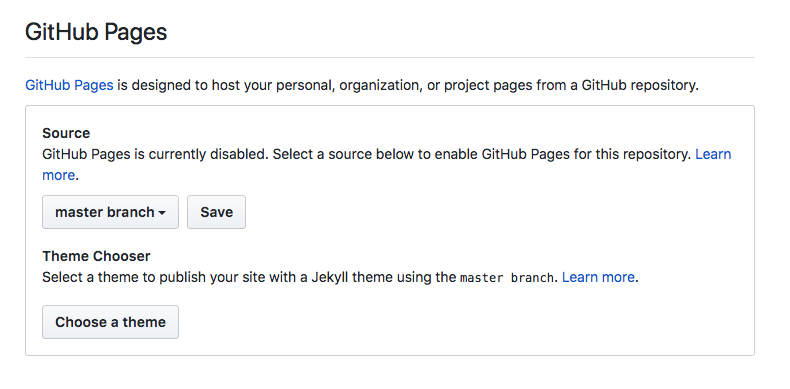 GitHub Pages
GitHub Pages is designed to host your personal, organization, or project pages from a GitHub repository.
Source
GitHub Pages is currently disabled. Select a source below to enable GitHub Pages for this repository. Learn
more.
master branch Save
Theme Chooser
Select a theme to publish your site with a Jekyll theme using the master branch. Learn more.
Choose a theme